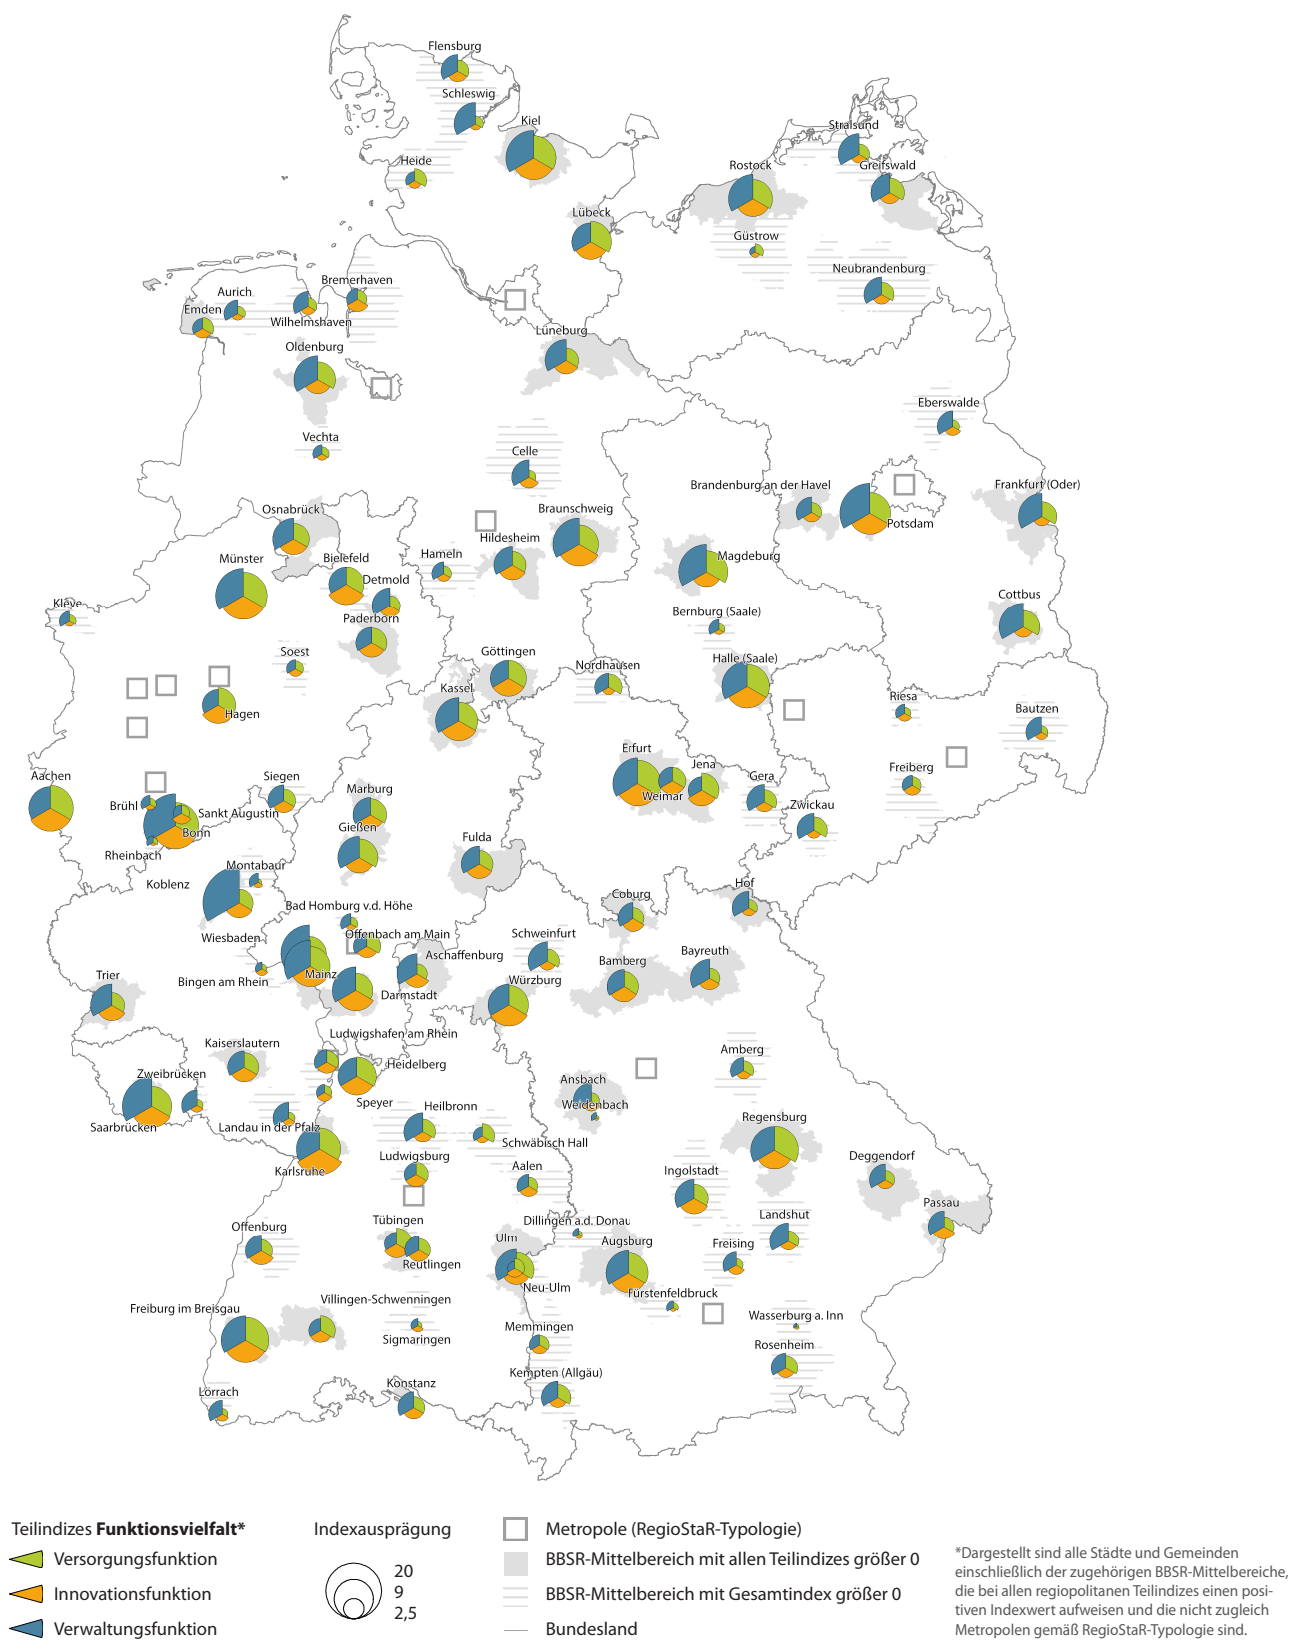 Flensburg
Schleswig
Kiel
Stralsund
Heide
Rostock
Greifswald
Lübeck
Güstrow
Neubrandenburg
Bremerhaven
Aurich
Emden
Wilhelmshaven
Lüneburg
Oldenburg
Eberswalde
Vechta
Celle
Brandenburg an der Havel
Frankfurt (Oder)
Potsdam
Osnabrück
Braunschweig
Hildesheim
Hameln
Magdeburg
Münster
Bielefeld
Detmold
Kleve
Paderborn
Bernburg (Saale)
Cottbus
Soest
Göttingen
Nordhausen
Halle (Saale)
Kassel
Hagen
Riesa
Bautzen
Erfurt
Jena
Weimar
Gera
Freiberg
Zwickau
Aachen
Siegen
Marburg
Brühl
Sankt Augustin
Bonn
Gießen
Fulda
Rheinbach
Montabaur
Koblenz
Coburg
Hof
Bad Homburg v.d. Höhe
Wiesbaden
Offenbach am Main
Schweinfurt
Aschaffenburg
Bamberg
Bayreuth
Bingen am Rhein
Mainz
Trier
Darmstadt
Würzburg
Ludwigshafen am Rhein
Kaiserslautern
Heidelberg
Amberg
Zweibrücken
Ansbach
Speyer
Heilbronn
Weidenbach
Saarbrücken
Landau in der Pfalz
Regensburg
Schwäbisch Hall
Karlsruhe
Ludwigsburg
Aalen
Ingolstadt
Deggendorf
Passau
Landshut
Tübingen
Dillingen a.d. Donau
Offenburg
Ulm
Augsburg
Freising
Reutlingen
Neu-Ulm
Fürstenfeldbruck
Villingen-Schwenningen
Freiburg im Breisgau
Wasserburg a. Inn
Memmingen
Sigmaringen
Rosenheim
Kempten (Allgäu)
Konstanz
Lörrach
Teilindizes Funktionsvielfalt*
Versorgungsfunktion
Innovationsfunktion
Verwaltungsfunktion
Indexausprägung
20
9
2,5
Metropole (RegioStaR-Typologie)
BBSR-Mittelbereich mit allen Teilindizes größer 0
BBSR-Mittelbereich mit Gesamtindex größer 0
Bundesland
*Dargestellt sind alle Städte und Gemeinden
einschließlich der zugehörigen BBSR-Mittelbereiche,
die bei allen regiopolitanen Teilindizes einen posi-
tiven Indexwert aufweisen und die nicht zugleich
Metropolen gemäß RegioStaR-Typologie sind.